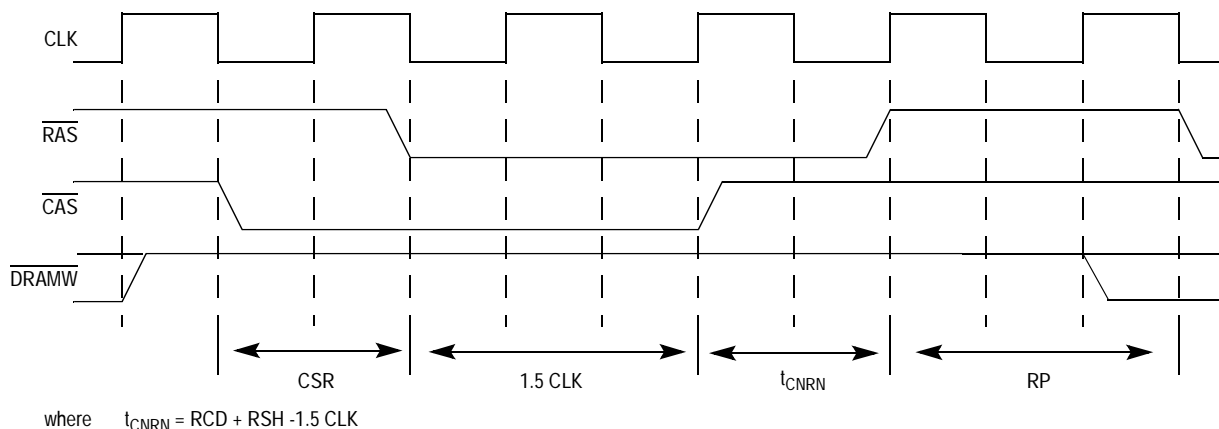 CLK
RAS
CAS
DRAMW
CSR 1.5 CLK tCNRN RP
where tCNRN = RCD + RSH -1.5 CLK